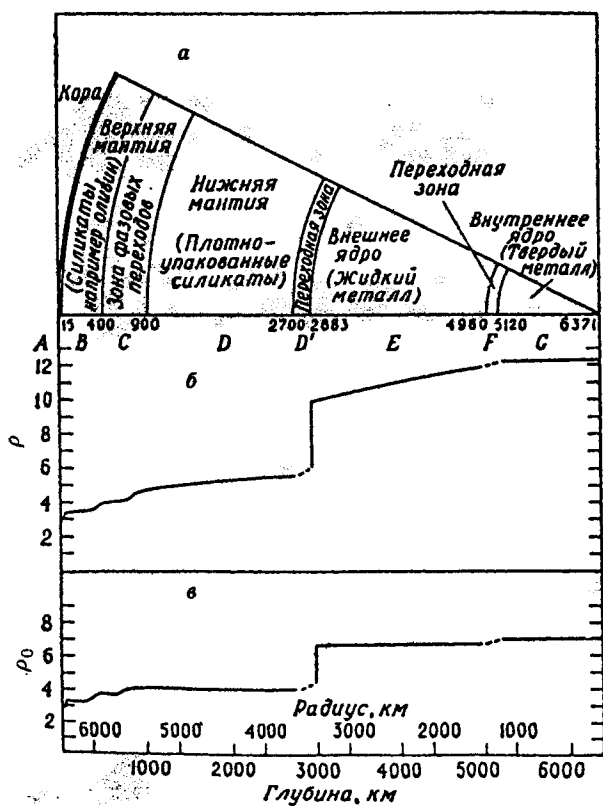 а
Кора
Верхняя
мантия
(Силикаты,
например оливин)
Зона фазовых
переходов
Нижняя
мантия
(Плотно-
упакованные
силикаты)
Переходная зона
Внешнее
ядро
(Жидкий
металл)
Переходная
зона
Внутреннее
ядро
(Твердый
металл)
15 400 900 2700 2883 4980 5120 6371
A B C D D' E F G
б
ρ
12
10
8
6
4
2
в
ρ0
8
6
4
2
Радиус, км
6000 5000 4000 3000 2000 1000
1000 2000 3000 4000 5000 6000
Глубина, км